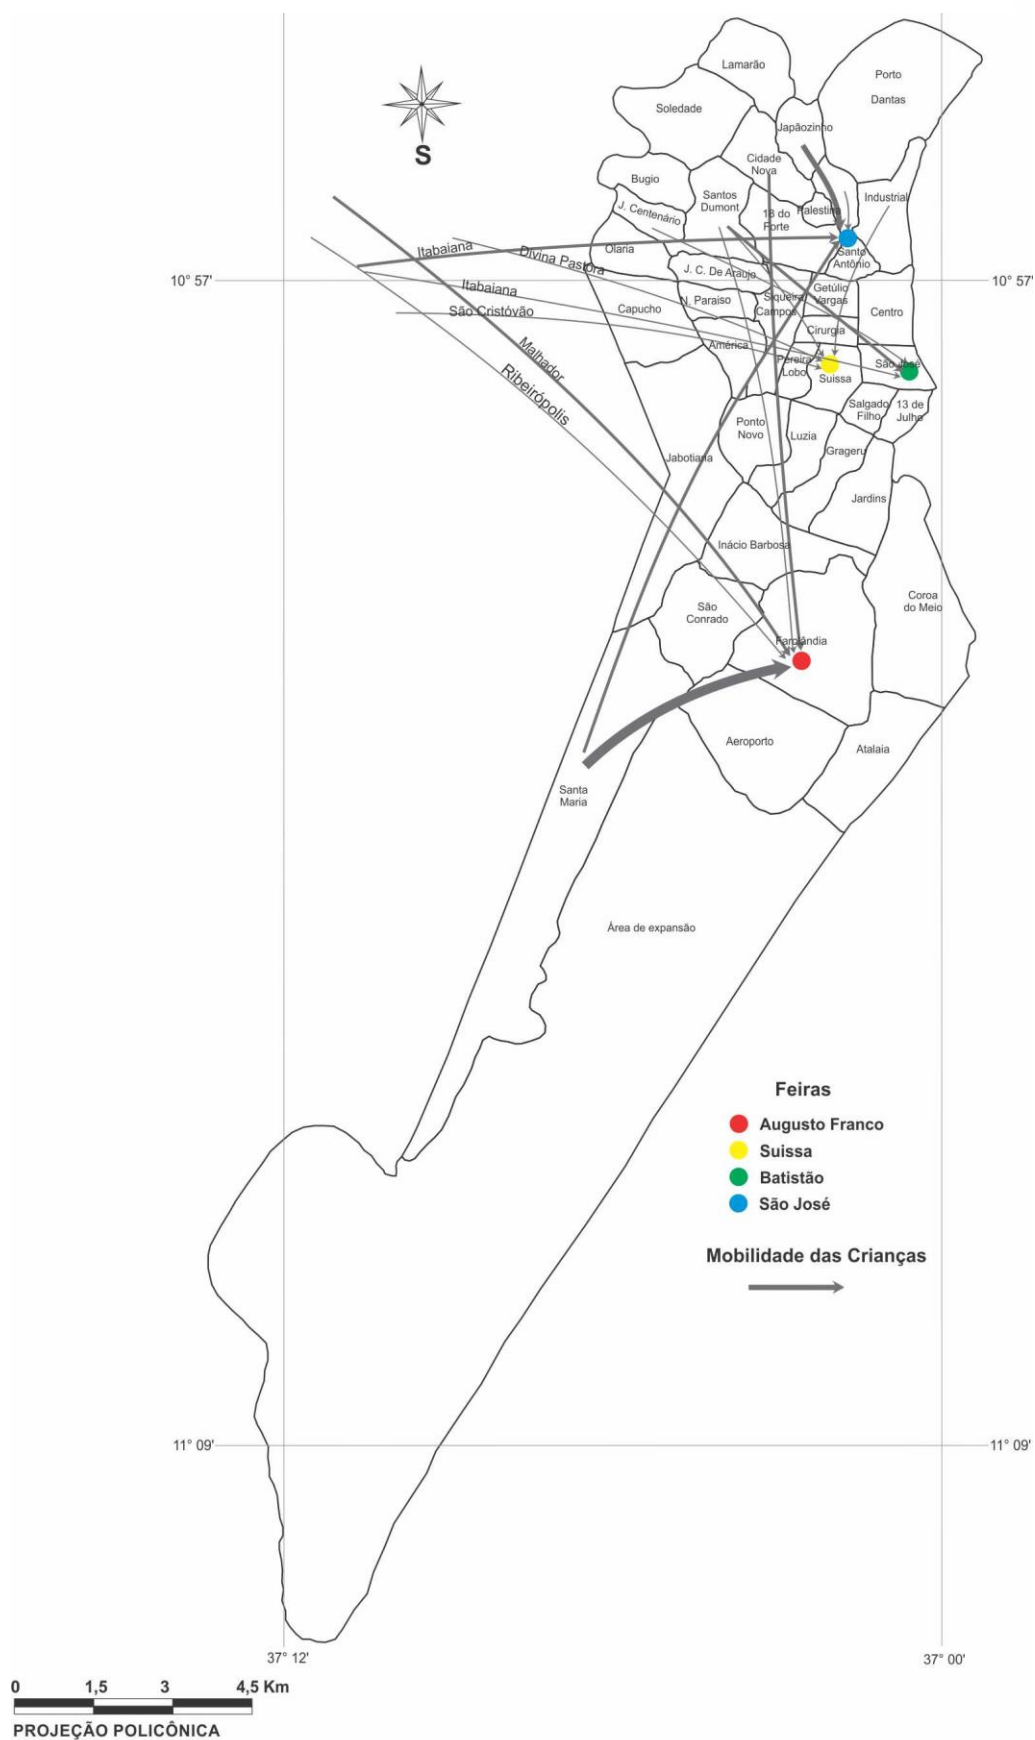 Lamarão
Porto
Dantas
Soledade
Japãozinho
S
Cidade
Nova
Bugio
Santos
Dumont
Industrial
J. Centenário
18 do
Forte
Palestina
Itabaiana
Olaria
Divina Pastora
Santo
Antônio
10° 57'
10° 57'
J. C. De Araujo
Itabaiana
Getúlio
Vargas
N. Paraiso
Siqueira
Campos
São Cristóvão
Capucho
Centro
Cirurgia
América
Malhador
Pereira
Lobo
São José
Ribeirópolis
Suissa
Salgado
Filho
13 de
Julho
Ponto
Novo
Luzia
Grageru
Jabotiana
Jardins
Inácio Barbosa
São
Conrado
Coroa
do Meio
Farolândia
Aeroporto
Atalaia
Santa
Maria
Área de expansão
Feiras
Augusto Franco
Suissa
Batistão
São José
Mobilidade das Crianças
11° 09'
11° 09'
37° 12'
37° 00'
0 1,5 3 4,5 Km
PROJEÇÃO POLICÔNICA